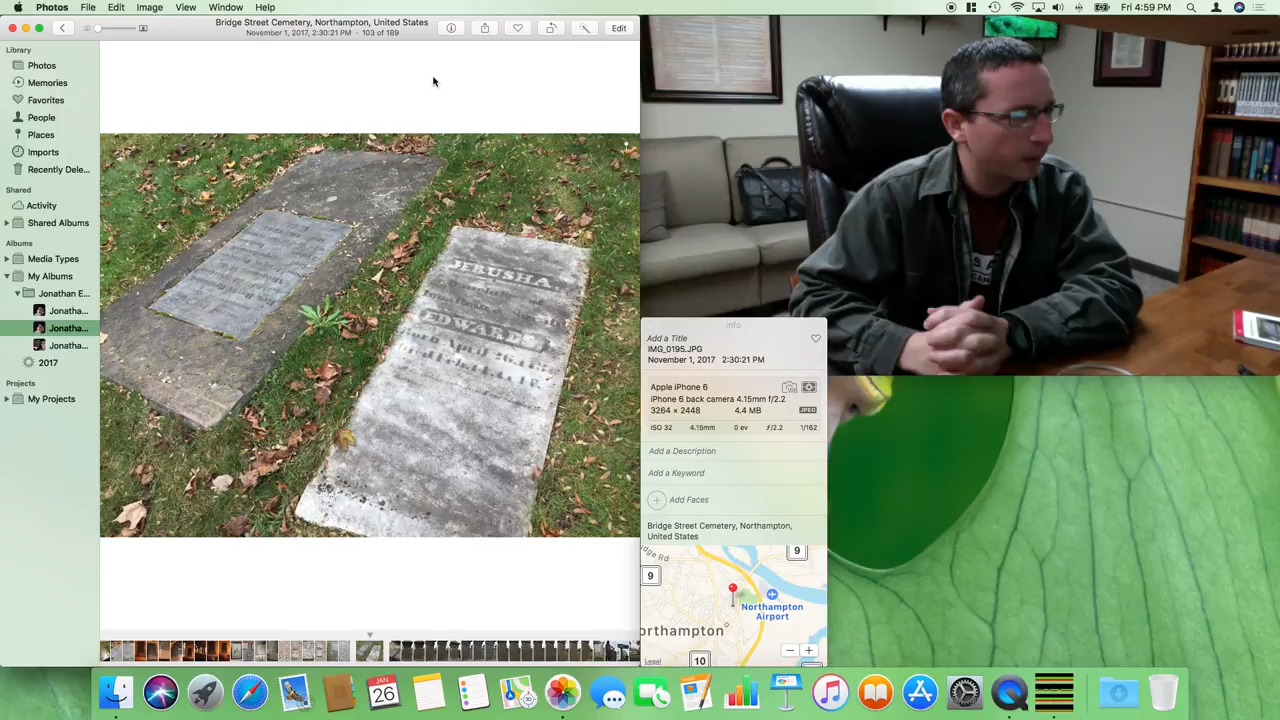 Photos File Edit Image View Window Help Fri 4:59 PM
Bridge Street Cemetery, Northampton, United States
November 1, 2017, 2:30:21 PM · 103 of 189
Edit
Library
Photos
Memories
Favorites
People
Places
Imports
Recently Dele...
Shared
Activity
Shared Albums
Albums
Media Types
My Albums
Jonathan E...
Jonatha...
Jonatha...
Jonatha...
2017
Projects
My Projects
JERUSHA
EDWARDS
Info
Add a Title
IMG_0195.JPG
November 1, 2017 2:30:21 PM
Apple iPhone 6
iPhone 6 back camera 4.15mm f/2.2
3264 × 2448 4.4 MB JPEG
ISO 32 4.15mm 0 ev ƒ/2.2 1/162
Add a Description
Add a Keyword
Add Faces
Bridge Street Cemetery, Northampton,
United States
9
9
Northampton
Airport
orthampton
10
Legal
JAN
26